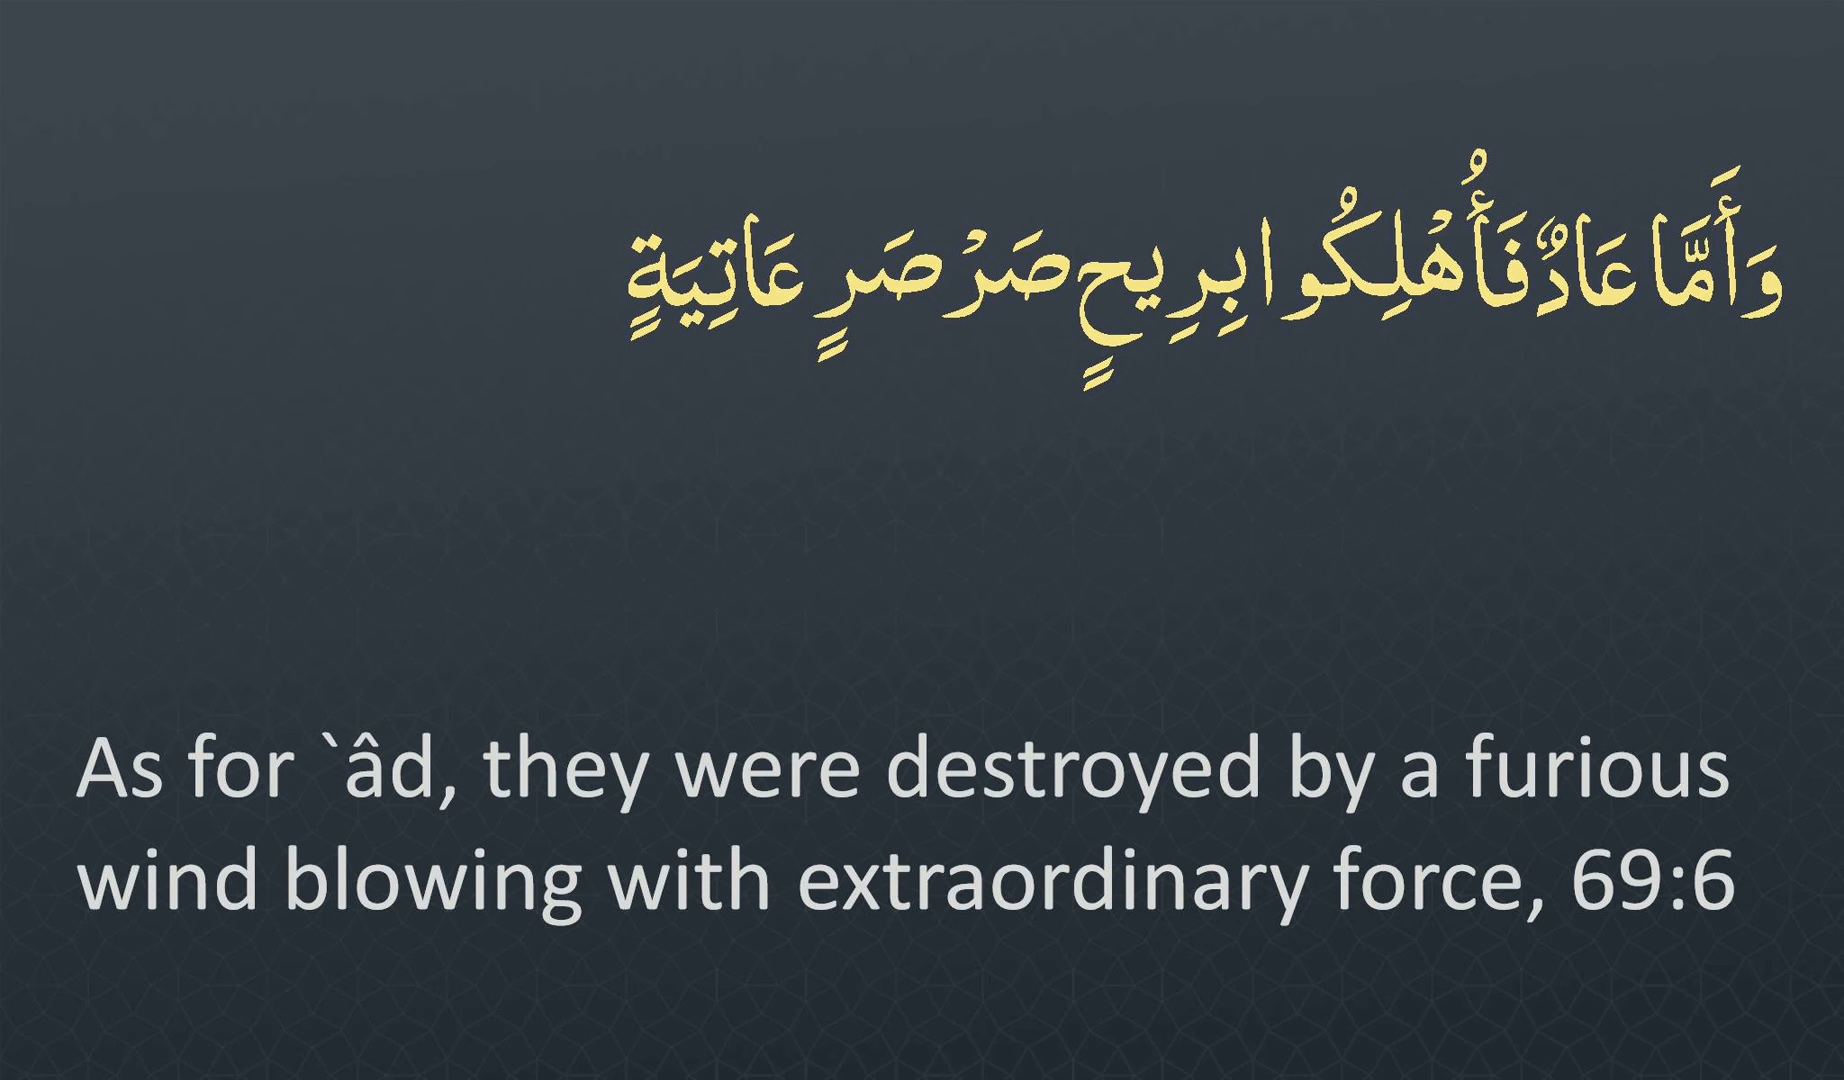 وَأَمَّا عَادٌ فَأُهْلِكُوا بِرِيحٍ صَرْصَرٍ عَاتِيَةٍ
As for `âd, they were destroyed by a furious
wind blowing with extraordinary force, 69:6